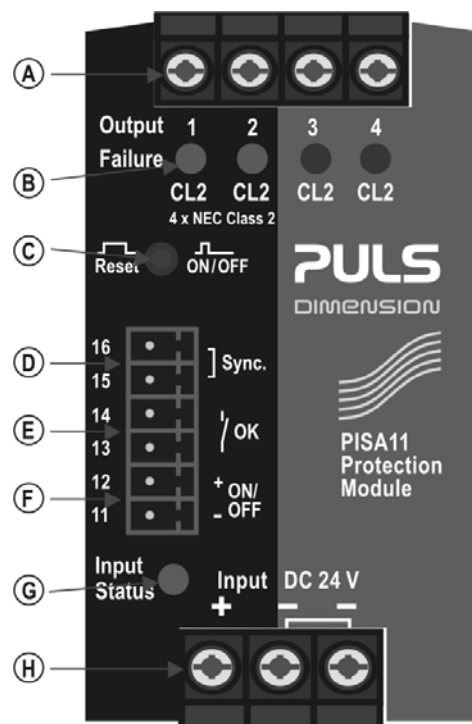 A
Output 1 2 3 4
Failure
B
CL2 CL2 CL2 CL2
4 x NEC Class 2
C
Reset ON/OFF
PULS
DIMENSION
D
16
15
Sync.
E
14
13
OK
PISA11
Protection
Module
F
12
11
+ ON/
- OFF
G
Input
Status
Input DC 24 V
+ - -
H